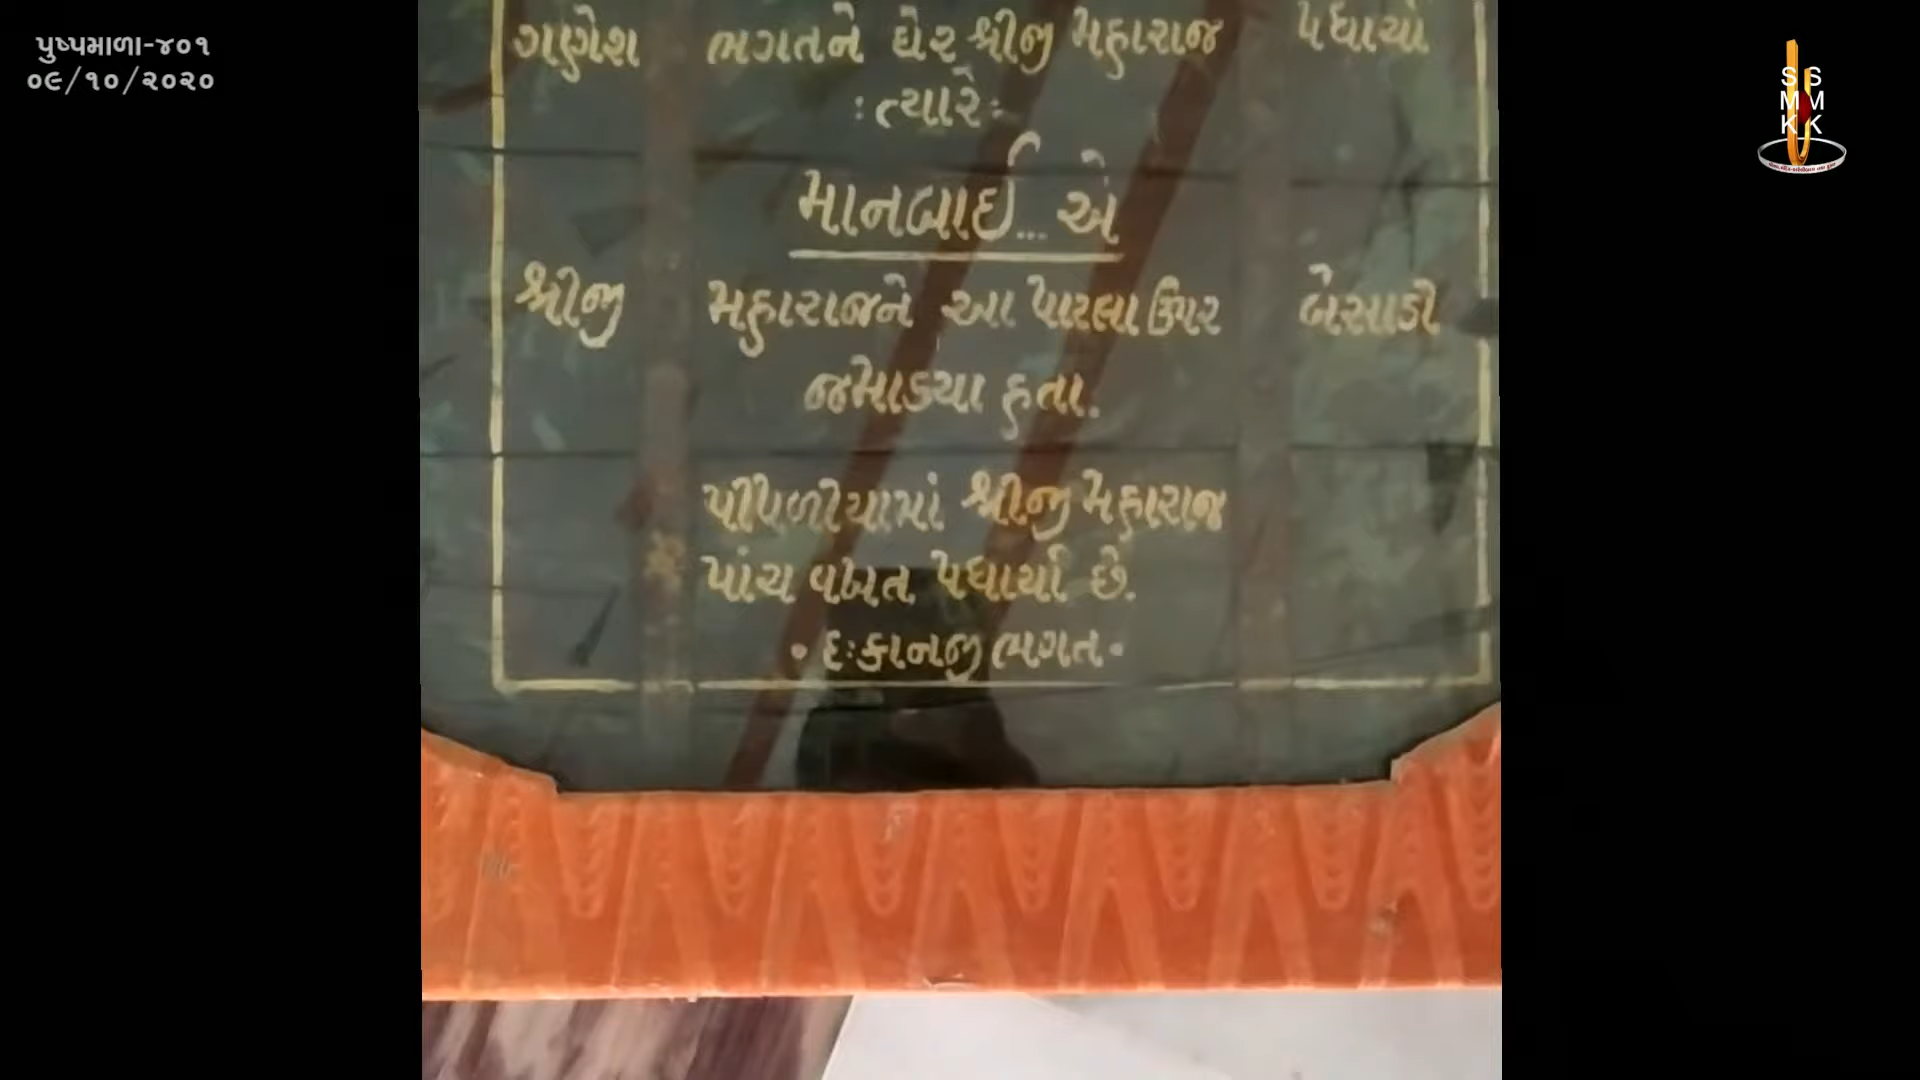 પુષ્પમાળા-૪૦૧
૦૯/૧૦/૨૦૨૦
ગણેશ ભગતને ઘેર શ્રીજી મહારાજ પધાર્યા
:ત્યારે:
માનબાઈ... એ
શ્રીજી મહારાજને આ પાટલા ઉપર બેસાડી
જમાડ્યા હતા.
પીપળીયામાં શ્રીજી મહારાજ
પાંચ વખત પધાર્યા છે.
• દ:કાનજી ભગત •
S S
M M
K K